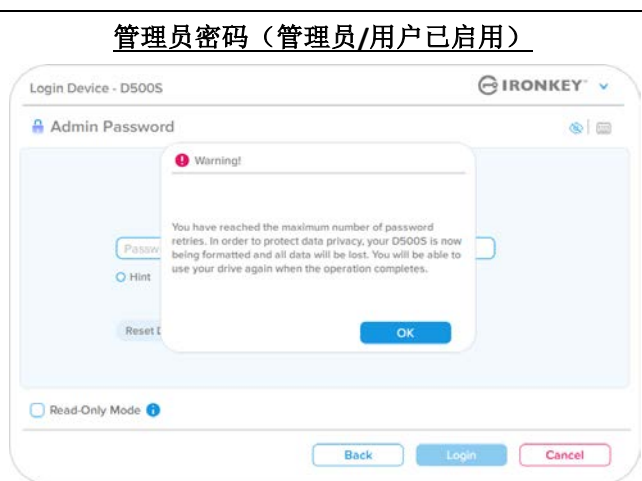 管理员密码（管理员/用户已启用）
Login Device - D500S
IRONKEY
Admin Password
Warning!
You have reached the maximum number of password
retries. In order to protect data privacy, your D500S is now
being formatted and all data will be lost. You will be able to
use your drive again when the operation completes.
Passw
Hint
Reset D
OK
Read-Only Mode
Back
Login
Cancel